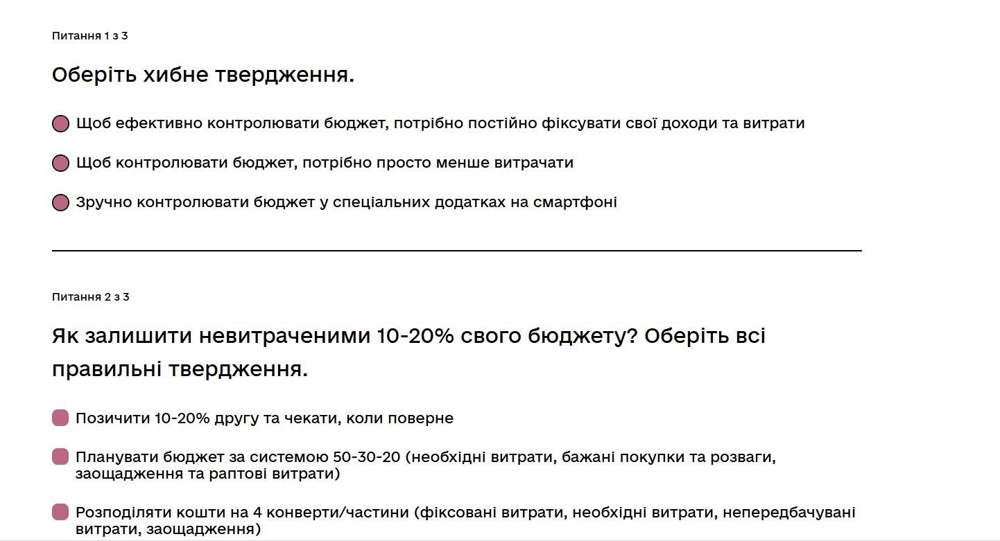 Питання 1 з 3
Оберіть хибне твердження.
Щоб ефективно контролювати бюджет, потрібно постійно фіксувати свої доходи та витрати
Щоб контролювати бюджет, потрібно просто менше витрачати
Зручно контролювати бюджет у спеціальних додатках на смартфоні
Питання 2 з 3
Як залишити невитраченими 10-20% свого бюджету? Оберіть всі
правильні твердження.
Позичити 10-20% другу та чекати, коли поверне
Планувати бюджет за системою 50-30-20 (необхідні витрати, бажані покупки та розваги,
заощадження та раптові витрати)
Розподіляти кошти на 4 конверти/частини (фіксовані витрати, необхідні витрати, непередбачувані
витрати, заощадження)